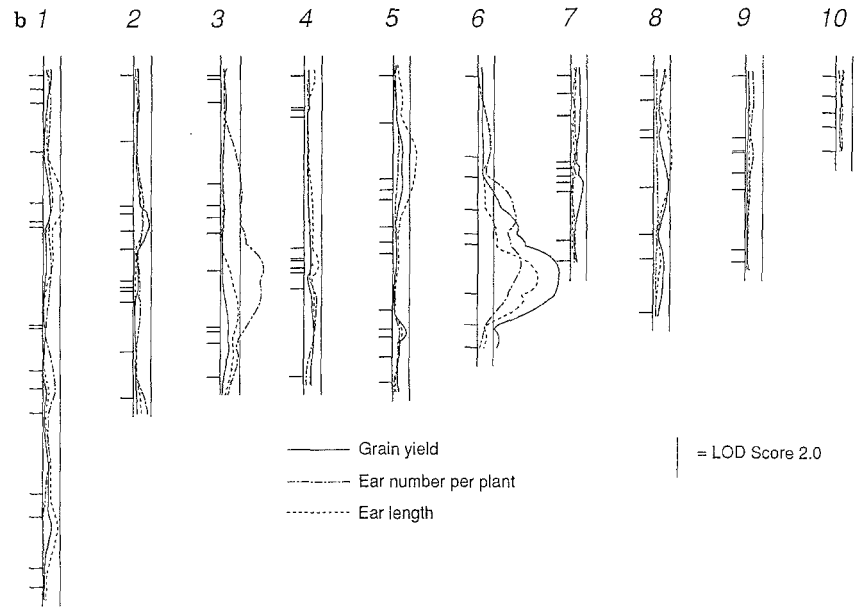 b 1 2 3 4 5 6 7 8 9 10
Grain yield
Ear number per plant
Ear length
= LOD Score 2.0